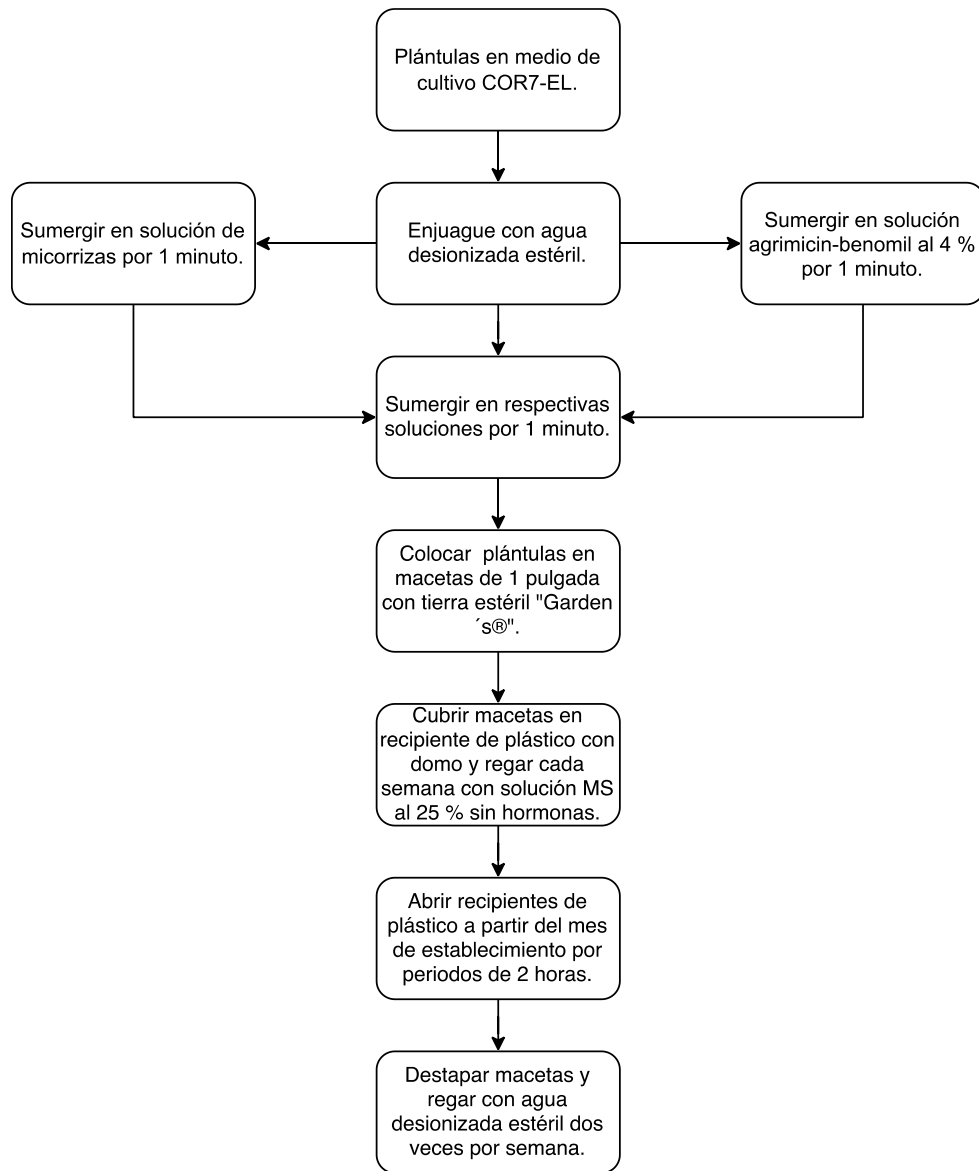 Plántulas en medio de
cultivo COR7-EL.
Sumergir en solución de
micorrizas por 1 minuto.
Enjuague con agua
desionizada estéril.
Sumergir en solución
agrimicin-benomil al 4 %
por 1 minuto.
Sumergir en respectivas
soluciones por 1 minuto.
Colocar plántulas en
macetas de 1 pulgada
con tierra estéril "Garden
´s®".
Cubrir macetas en
recipiente de plástico con
domo y regar cada
semana con solución MS
al 25 % sin hormonas.
Abrir recipientes de
plástico a partir del mes
de establecimiento por
periodos de 2 horas.
Destapar macetas y
regar con agua
desionizada estéril dos
veces por semana.